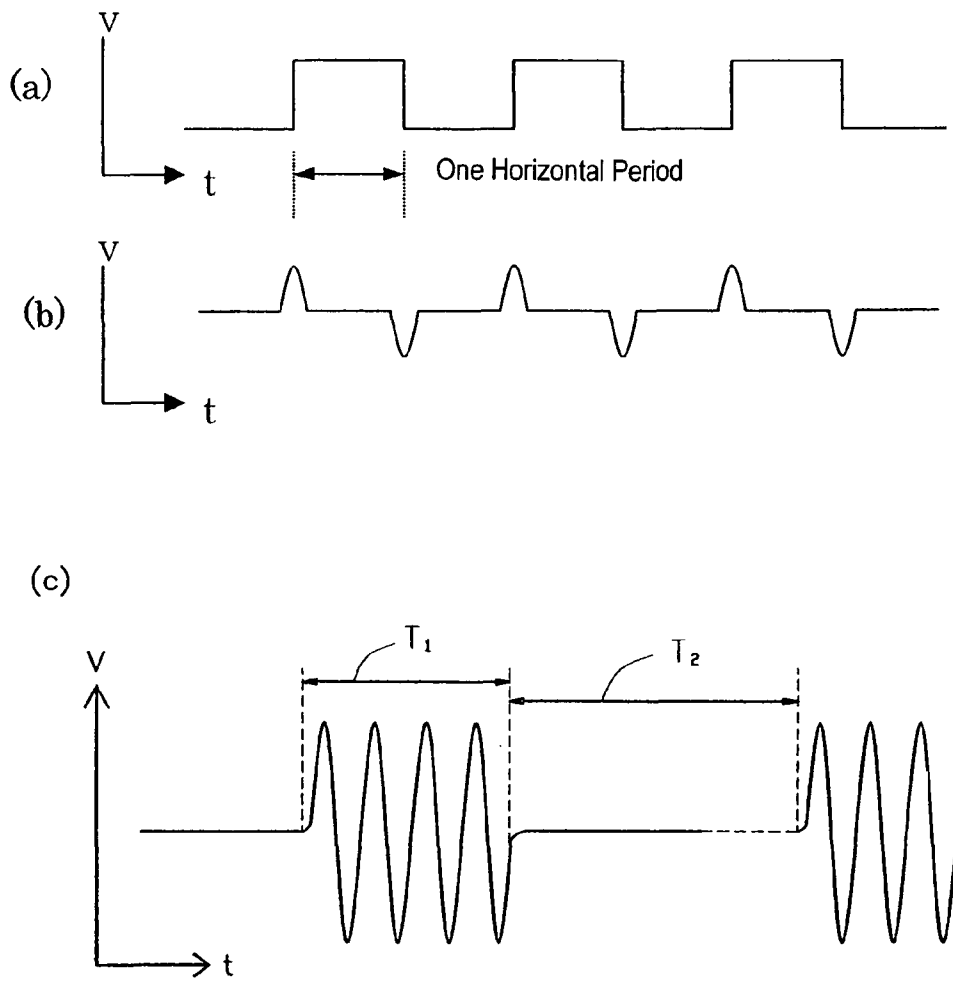 V
(a)
t
One Horizontal Period
V
(b)
t
(c)
T₁
T₂
V
t